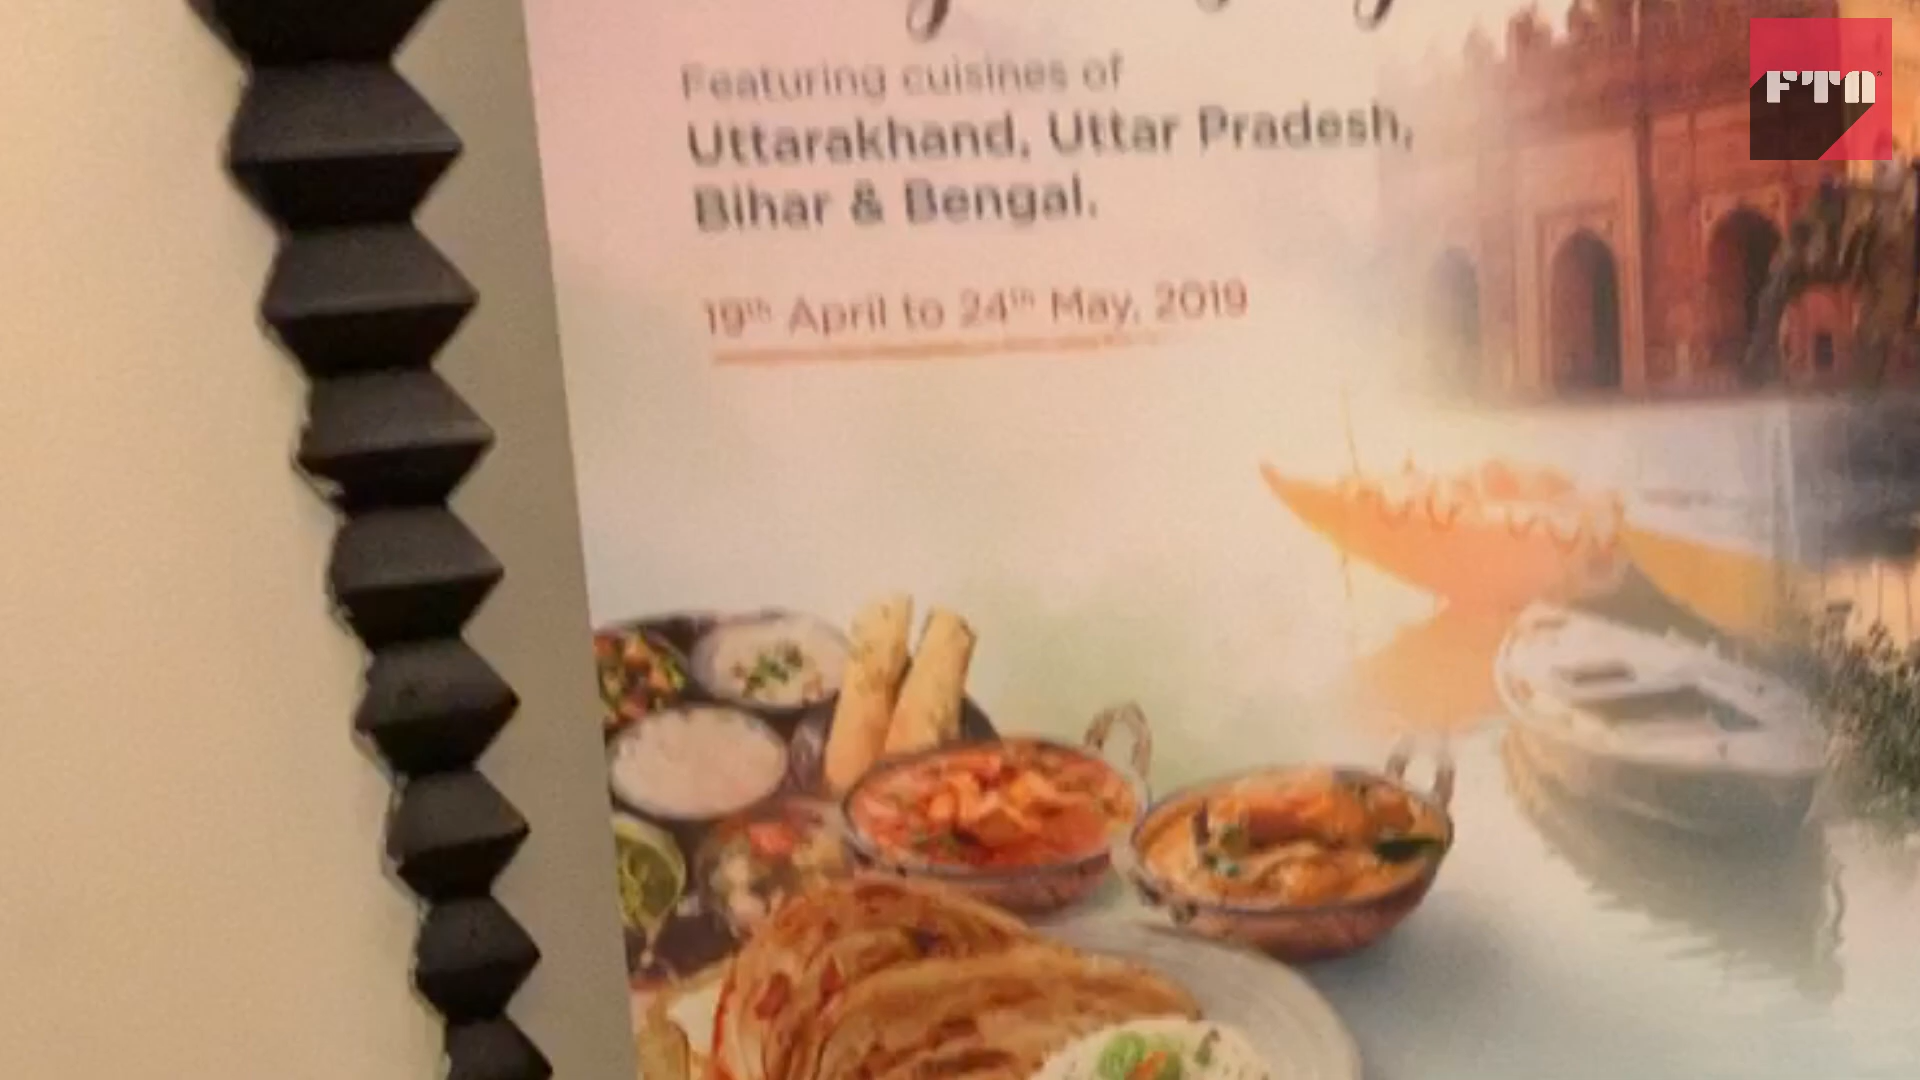 Featuring cuisines of
Uttarakhand, Uttar Pradesh,
Bihar & Bengal.
19th April to 24th May, 2019
FTA